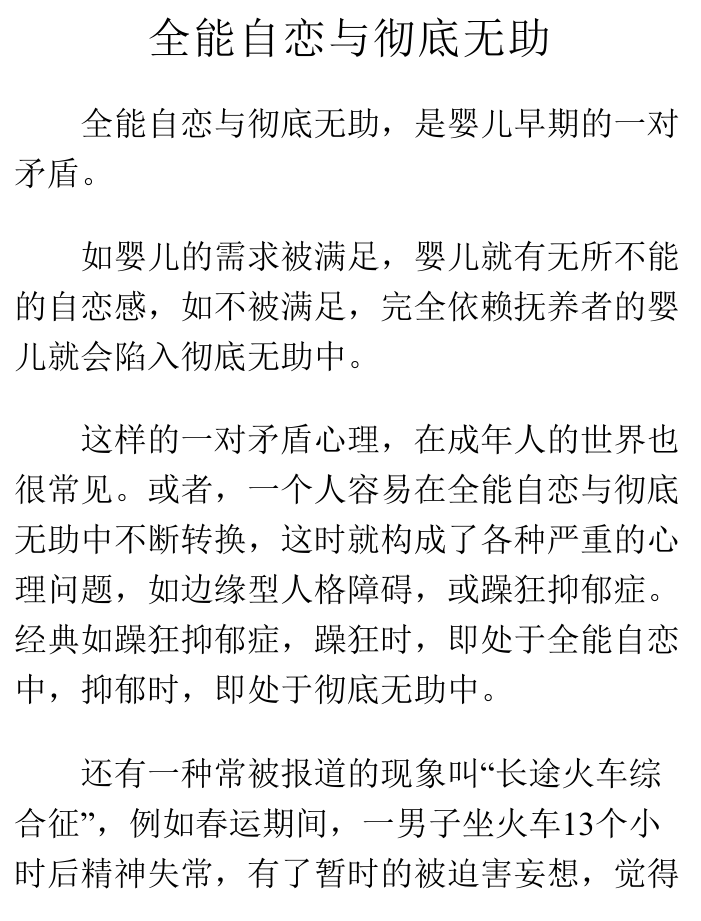 全能自恋与彻底无助
全能自恋与彻底无助，是婴儿早期的一对
矛盾。
如婴儿的需求被满足，婴儿就有无所不能
的自恋感，如不被满足，完全依赖抚养者的婴
儿就会陷入彻底无助中。
这样的一对矛盾心理，在成年人的世界也
很常见。或者，一个人容易在全能自恋与彻底
无助中不断转换，这时就构成了各种严重的心
理问题，如边缘型人格障碍，或躁狂抑郁症。
经典如躁狂抑郁症，躁狂时，即处于全能自恋
中，抑郁时，即处于彻底无助中。
还有一种常被报道的现象叫“长途火车综
合征”，例如春运期间，一男子坐火车13个小
时后精神失常，有了暂时的被迫害妄想，觉得